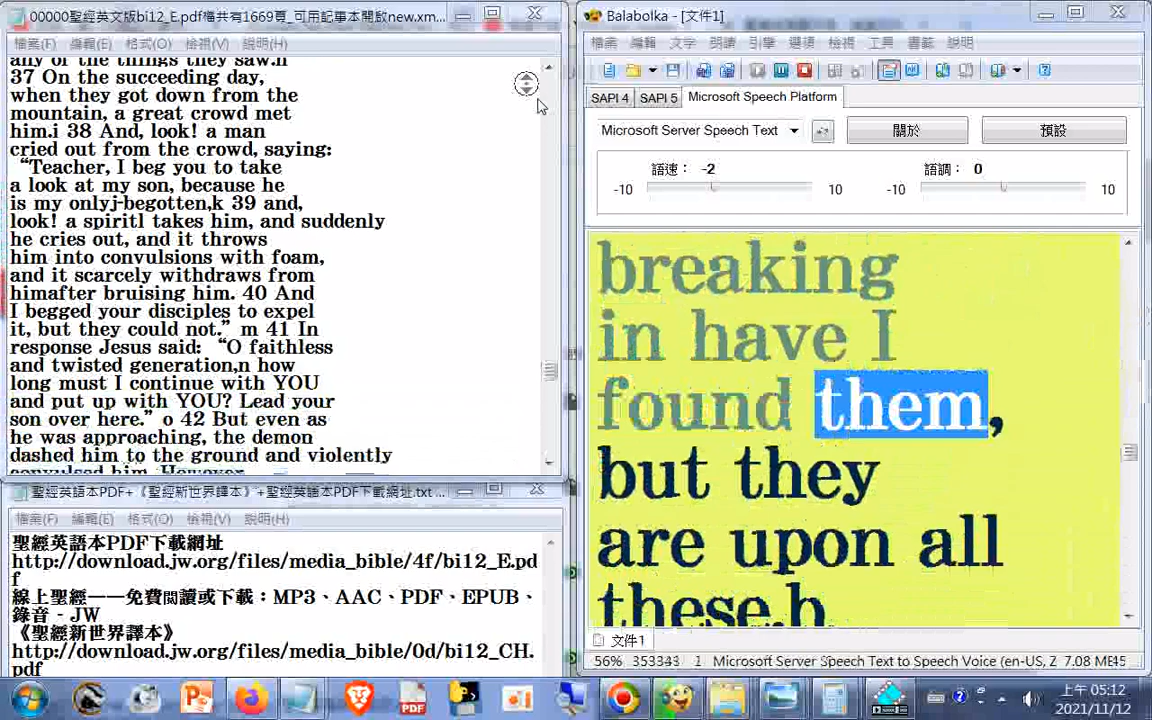 00000聖經英文版bi12_E.pdf檔共有1669頁_可用記事本開啟new.xm...
檔案(F) 編輯(E) 格式(O) 檢視(V) 說明(H)
any of the things they saw.h
37 On the succeeding day,
when they got down from the
mountain, a great crowd met
him.i 38 And, look! a man
cried out from the crowd, saying:
“Teacher, I beg you to take
a look at my son, because he
is my onlyj-begotten,k 39 and,
look! a spiritl takes him, and suddenly
he cries out, and it throws
him into convulsions with foam,
and it scarcely withdraws from
himafter bruising him. 40 And
I begged your disciples to expel
it, but they could not.” m 41 In
response Jesus said: “O faithless
and twisted generation,n how
long must I continue with YOU
and put up with YOU? Lead your
son over here.” o 42 But even as
he was approaching, the demon
dashed him to the ground and violently
convulsed him. However
聖經英語本PDF+《聖經新世界譯本》+聖經英語本PDF下載網址.txt ...
檔案(F) 編輯(E) 格式(O) 檢視(V) 說明(H)
聖經英語本PDF下載網址
http://download.jw.org/files/media_bible/4f/bi12_E.pd
f
線上聖經——免費閱讀或下載：MP3、AAC、PDF、EPUB、
錄音 - JW
《聖經新世界譯本》
http://download.jw.org/files/media_bible/0d/bi12_CH.
pdf
Balabolka - [文件1]
檔案 編輯 文字 朗讀 引擎 選項 檢視 工具 書籤 說明
SAPI 4 SAPI 5 Microsoft Speech Platform
Microsoft Server Speech Text 關於 預設
語速： -2 語調： 0
-10 10 -10 10
breaking
in have I
found them,
but they
are upon all
these.h
文件1
56% 353343 1 Microsoft Server Speech Text to Speech Voice (en-US, Z 7.08 ME45
上午 05:12
2021/11/12